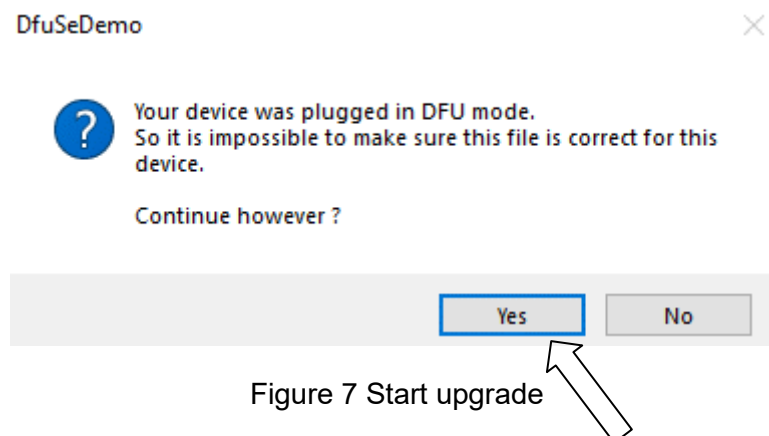 DfuSeDemo
?
Your device was plugged in DFU mode.
So it is impossible to make sure this file is correct for this
device.
Continue however ?
Yes
No
Figure 7 Start upgrade